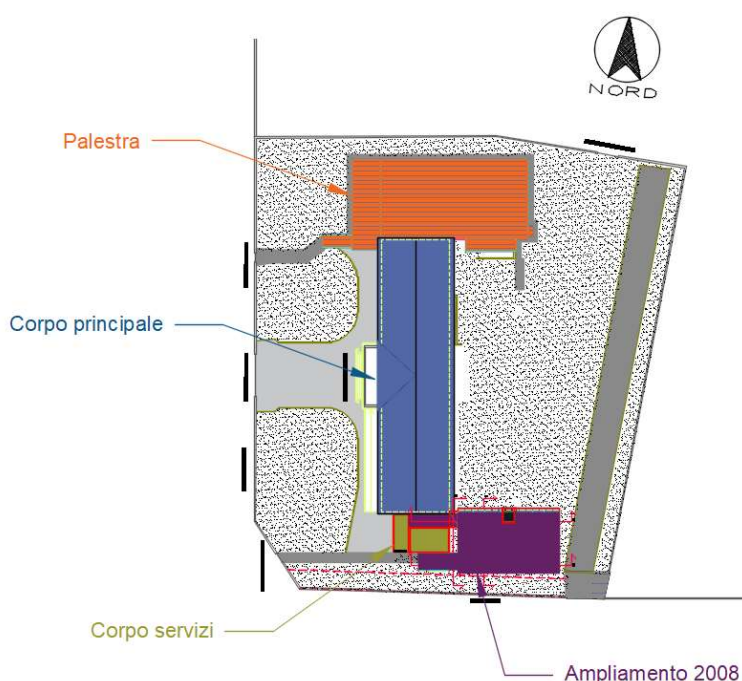 NORD
Palestra
Corpo principale
Corpo servizi
Ampliamento 2008